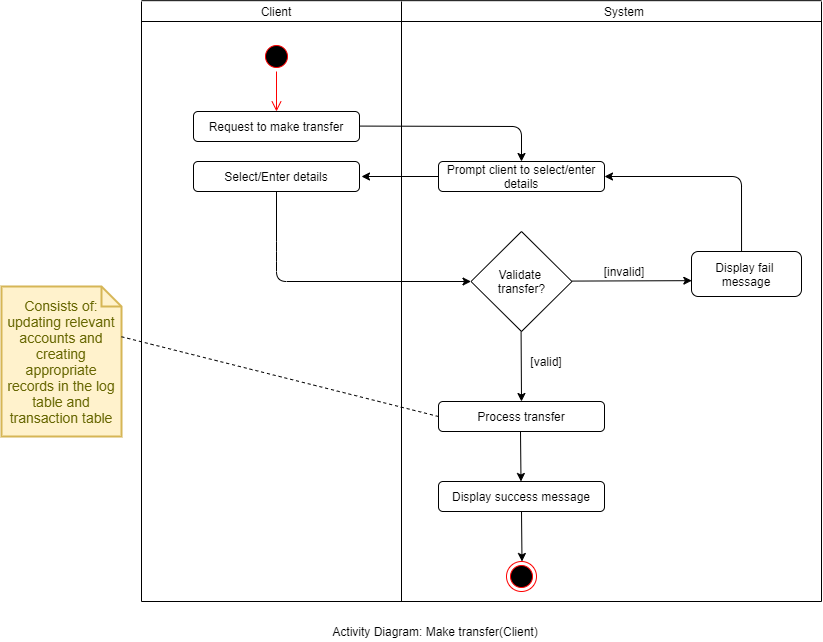 Client
System
Request to make transfer
Select/Enter details
Prompt client to select/enter
details
Validate
transfer?
[invalid]
Display fail
message
Consists of:
updating relevant
accounts and
creating
appropriate
records in the log
table and
transaction table
[valid]
Process transfer
Display success message
Activity Diagram: Make transfer(Client)